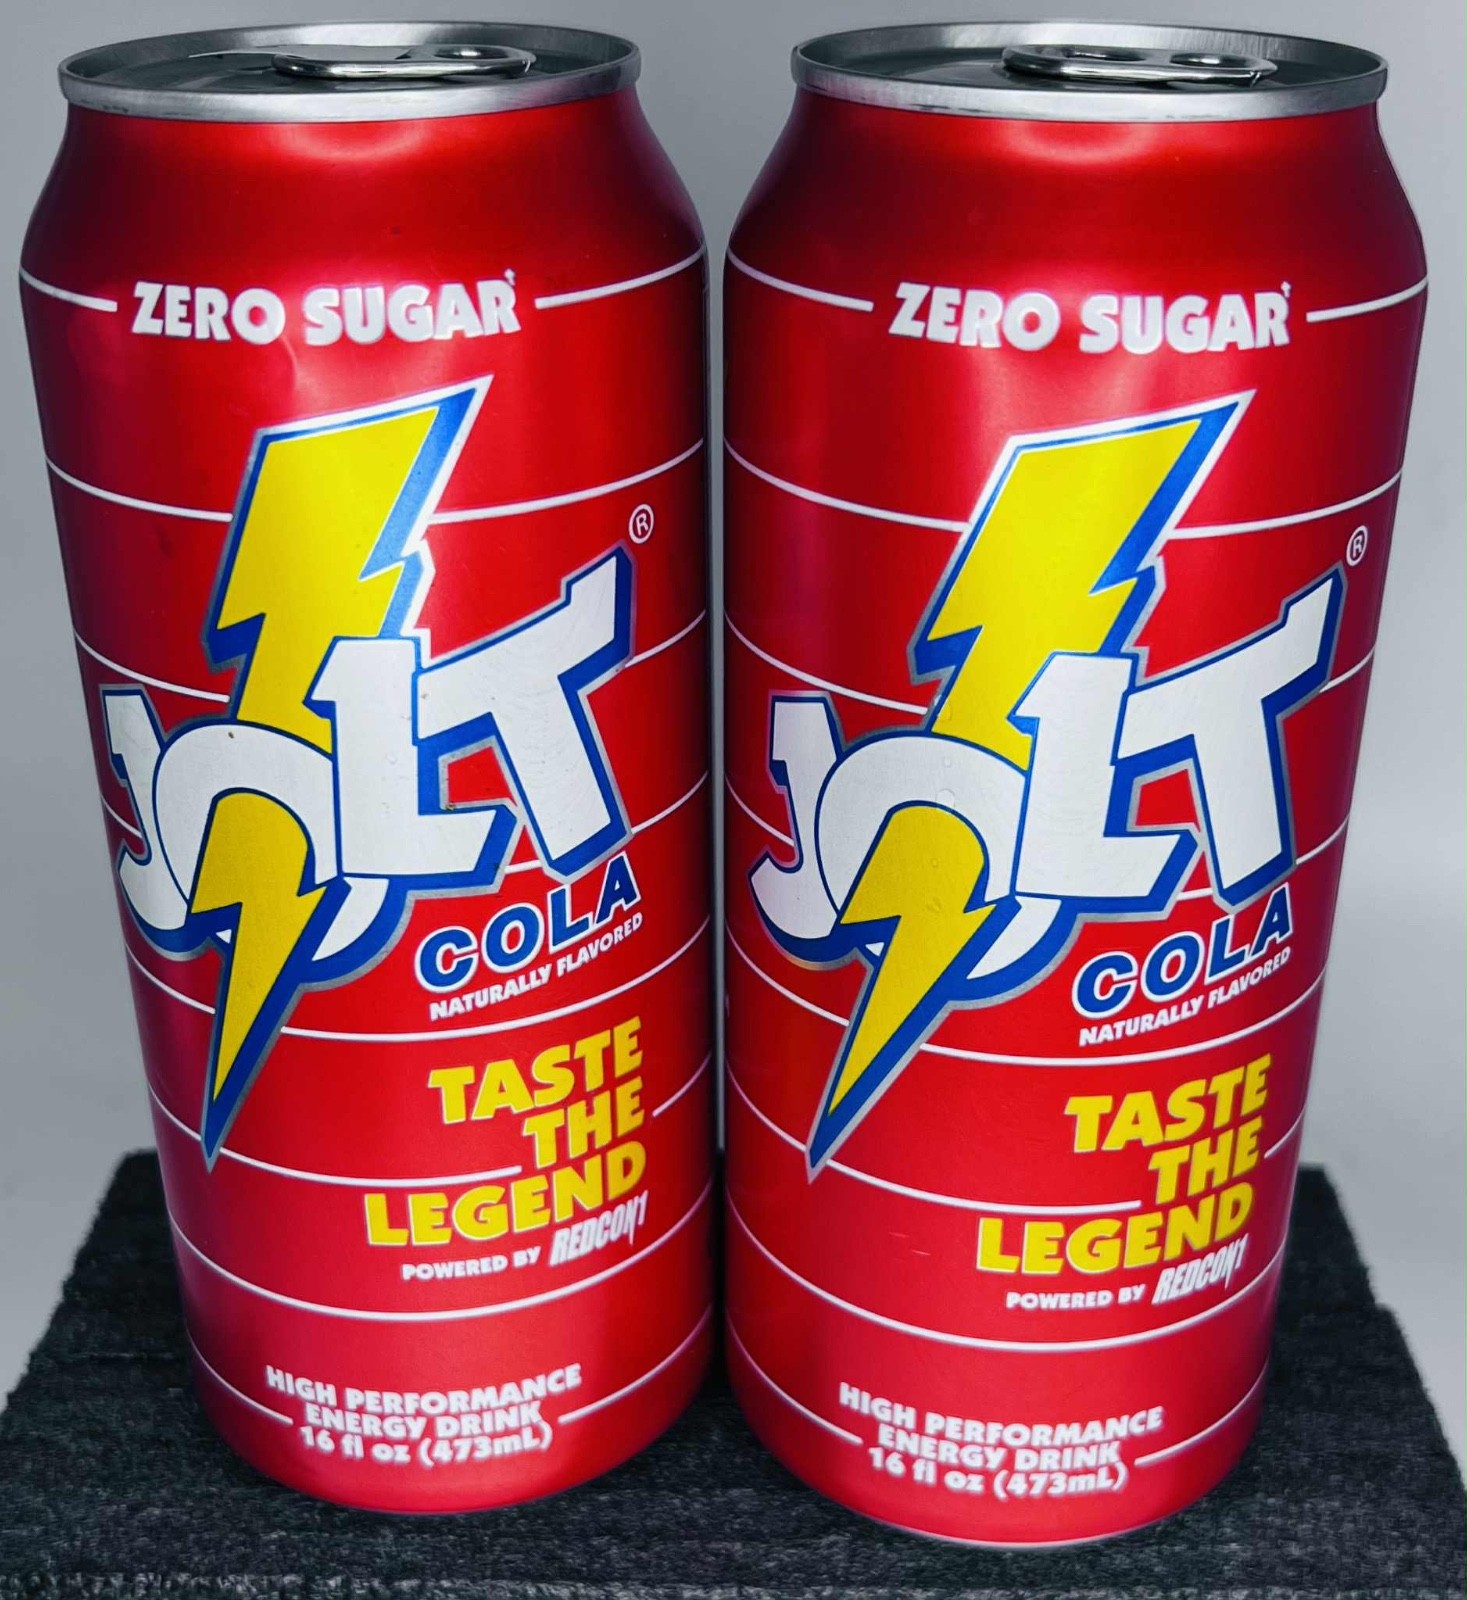 ZERO SUGAR†
JOLT®
COLA
NATURALLY FLAVORED
TASTE
THE
LEGEND
POWERED BY REDCON1
HIGH PERFORMANCE
ENERGY DRINK
16 fl oz (473mL)
ZERO SUGAR†
JOLT®
COLA
NATURALLY FLAVORED
TASTE
THE
LEGEND
POWERED BY REDCON1
HIGH PERFORMANCE
ENERGY DRINK
16 fl oz (473mL)